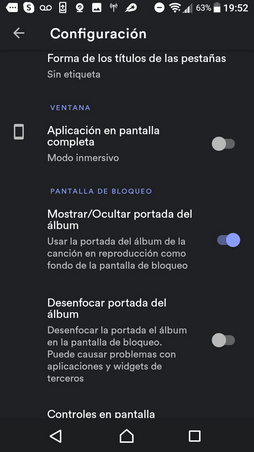 63% 19:52
Configuración
Forma de los títulos de las pestañas
Sin etiqueta
VENTANA
Aplicación en pantalla
completa
Modo inmersivo
PANTALLA DE BLOQUEO
Mostrar/Ocultar portada del
álbum
Usar la portada del álbum de la
canción en reproducción como
fondo de la pantalla de bloqueo
Desenfocar portada del
álbum
Desenfocar la portada el álbum
en la pantalla de bloqueo.
Puede causar problemas con
aplicaciones y widgets de
terceros
Controles en pantalla